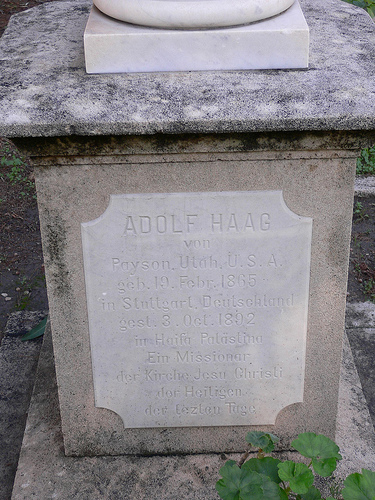 ADOLF HAAG
von
Payson, Utah, U.S.A.
geb. 19. Febr. 1865
in Stuttgart, Deutschland
gest. 3. Oct. 1892
in Haifa Palastina
Ein Missionar
der Kirche Jesu Christi
der Heiligen
der Letzten Tage